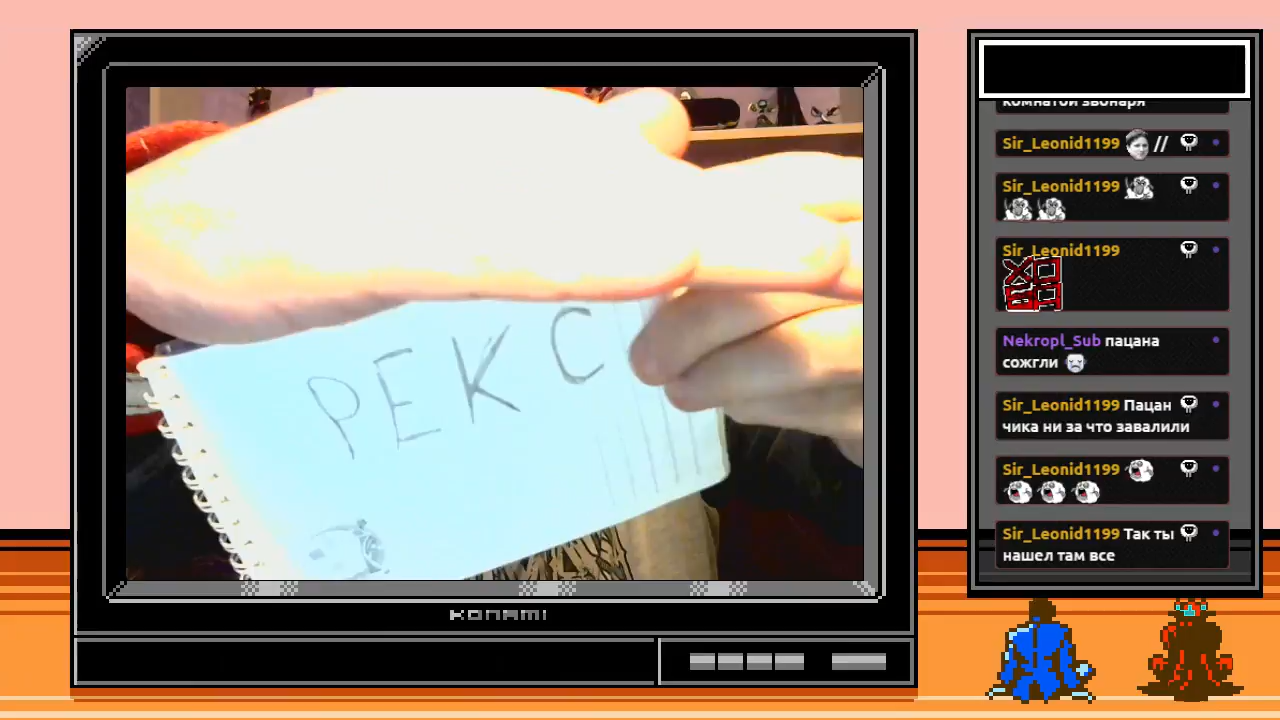 РЕКС
KONAMI
комнатой звонаря
Sir_Leonid1199 //
Sir_Leonid1199
Sir_Leonid1199
Nekropl_Sub пацана
сожгли
Sir_Leonid1199 Пацан
чика ни за что завалили
Sir_Leonid1199
Sir_Leonid1199 Так ты
нашел там все